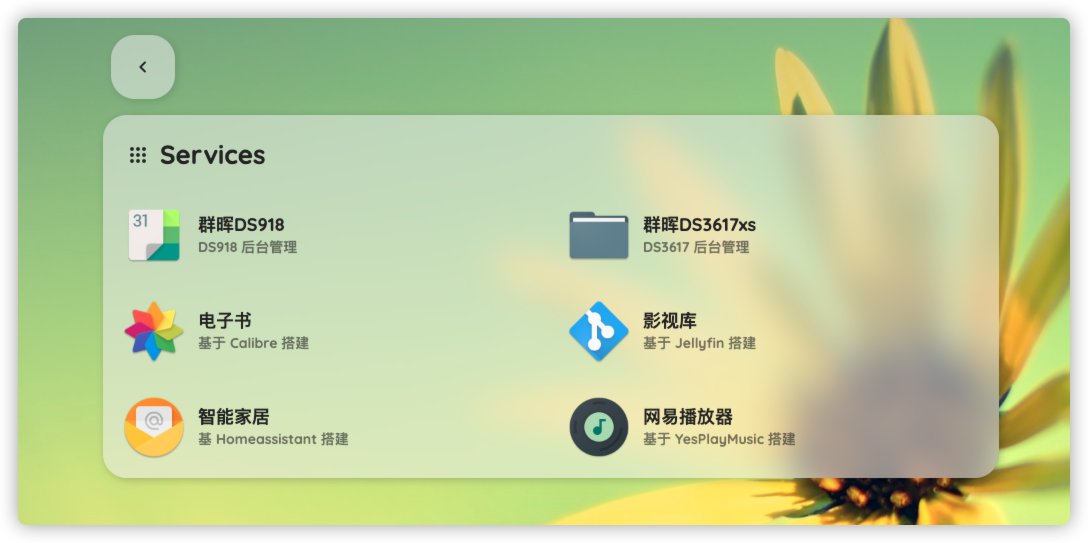 Services
31
群晖DS918
DS918 后台管理
群晖DS3617xs
DS3617 后台管理
电子书
基于 Calibre 搭建
影视库
基于 Jellyfin 搭建
@
智能家居
基 Homeassistant 搭建
网易播放器
基于 YesPlayMusic 搭建